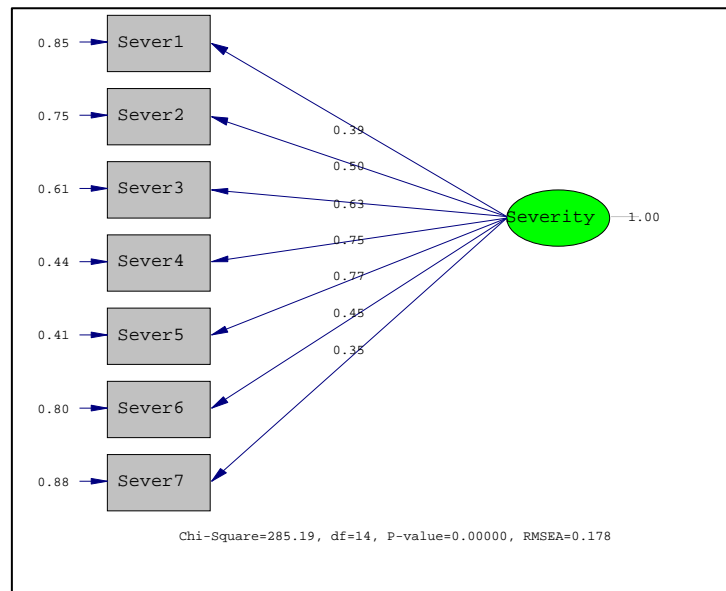 0.85 Sever1
0.75 Sever2
0.39
0.50
0.61 Sever3
0.63
Severity 1.00
0.75
0.44 Sever4
0.77
0.45
0.41 Sever5
0.35
0.80 Sever6
0.88 Sever7
Chi-Square=285.19, df=14, P-value=0.00000, RMSEA=0.178